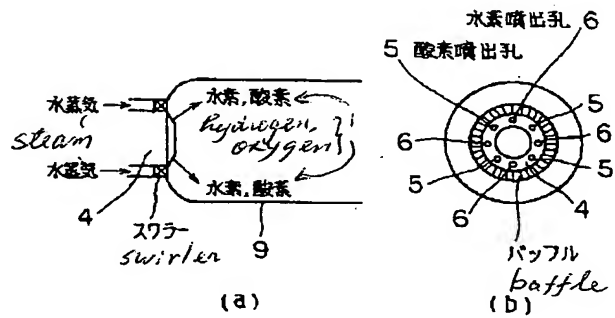 水素噴出孔 6
5 酸素噴出孔
水蒸気
steam
水蒸気
水素,酸素
hydrogen,
oxygen
水素,酸素
4
スワラー
swirler
9
(a)
6
5
6
6
5
5
6
4
バッフル
baffle
(b)